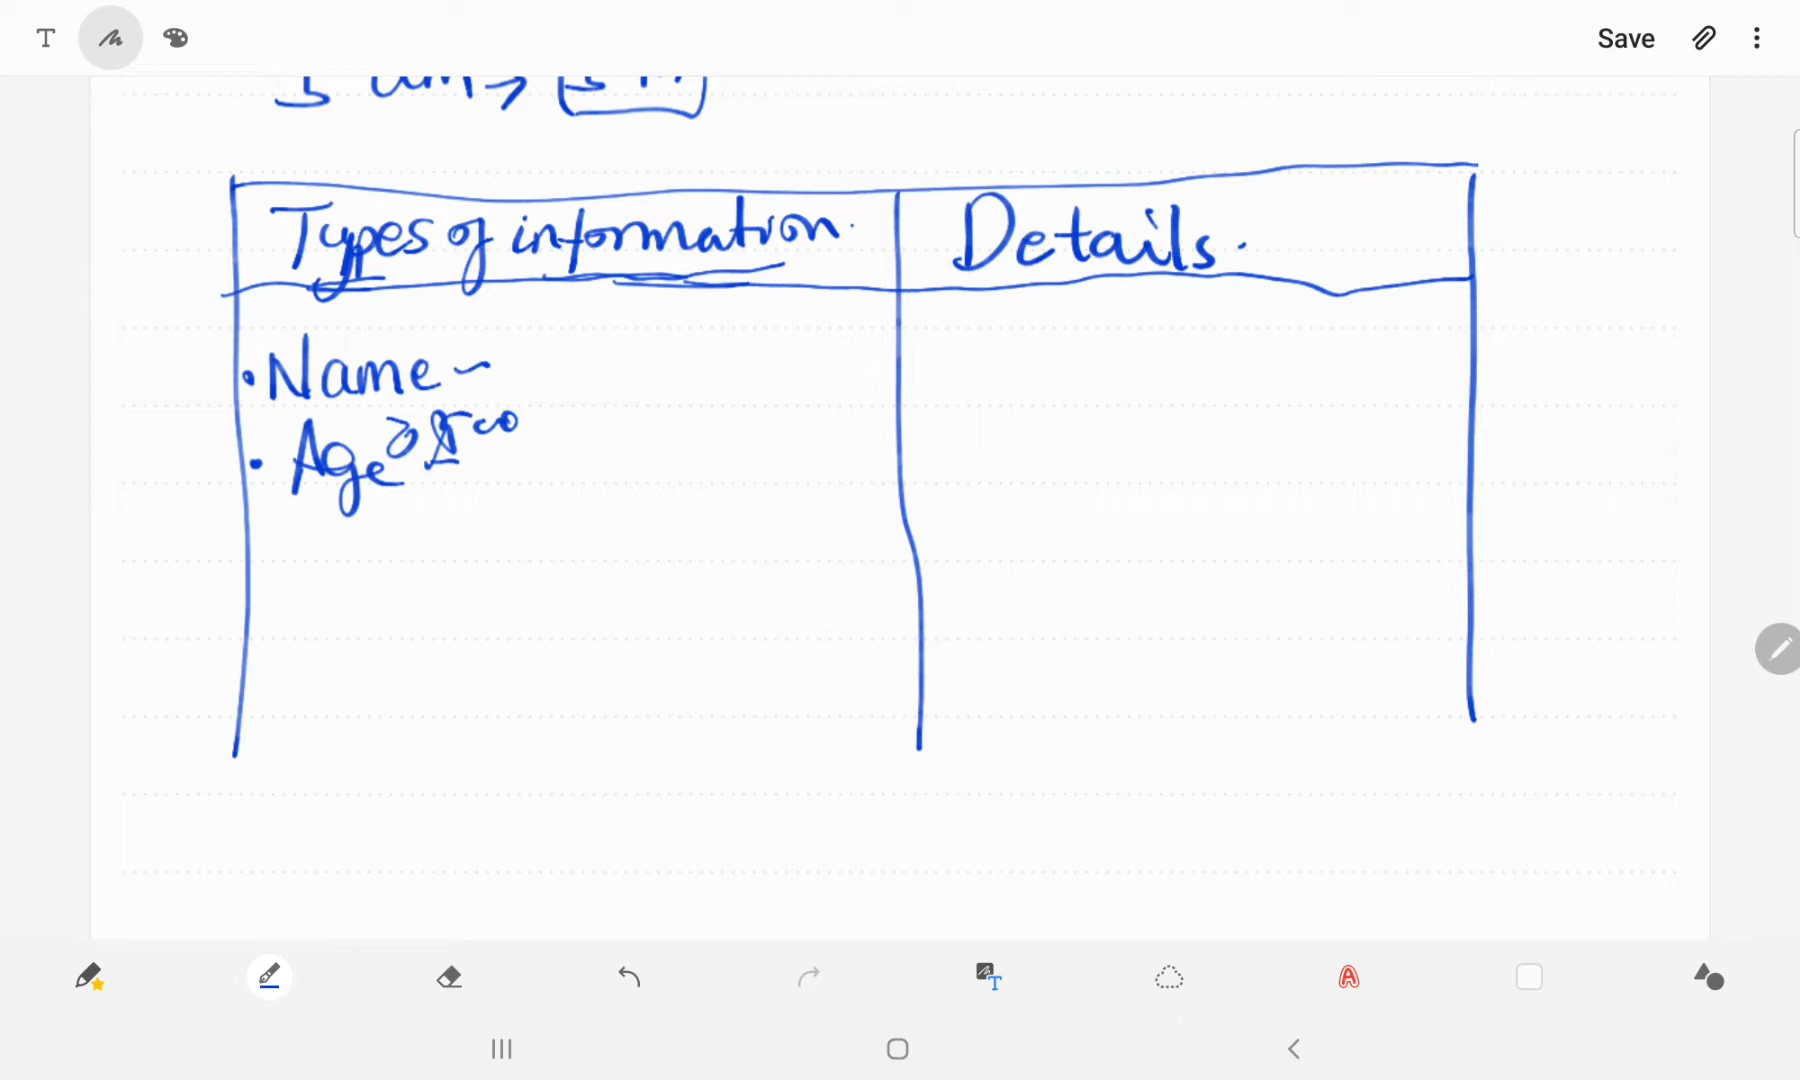 T Save
Types of information. Details.
• Name –
• Age